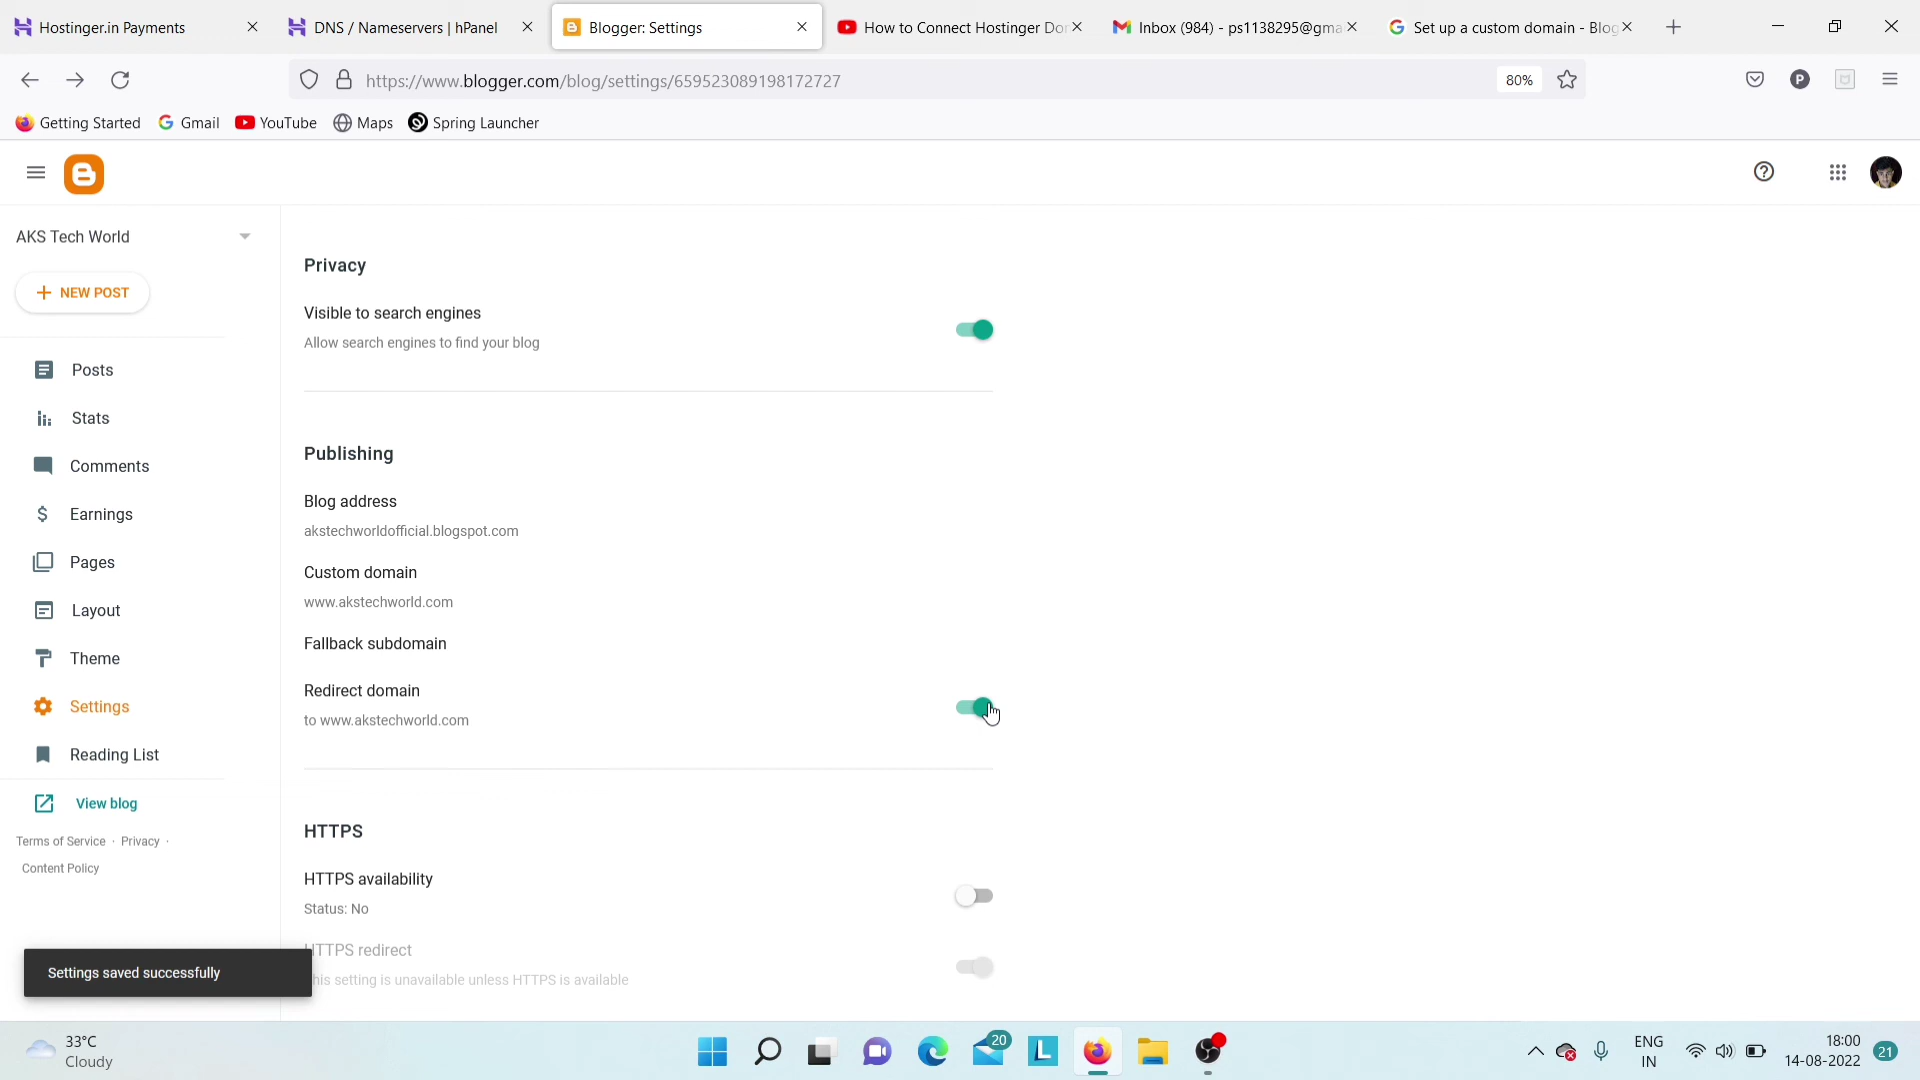 Hostinger.in Payments
DNS / Nameservers | hPanel
Blogger: Settings
How to Connect Hostinger Do
Inbox (984) - ps1138295@gma
Set up a custom domain - Blog
https://www.blogger.com/blog/settings/659523089198172727
80%
P
Getting Started
Gmail
YouTube
Maps
Spring Launcher
AKS Tech World
NEW POST
Posts
Stats
Comments
Earnings
Pages
Layout
Theme
Settings
Reading List
View blog
Terms of Service · Privacy ·
Content Policy
Privacy
Visible to search engines
Allow search engines to find your blog
Publishing
Blog address
akstechworldofficial.blogspot.com
Custom domain
www.akstechworld.com
Fallback subdomain
Redirect domain
to www.akstechworld.com
HTTPS
HTTPS availability
Status: No
HTTPS redirect
his setting is unavailable unless HTTPS is available
Settings saved successfully
33°C
Cloudy
20
L
ENG
IN
18:00
14-08-2022
21